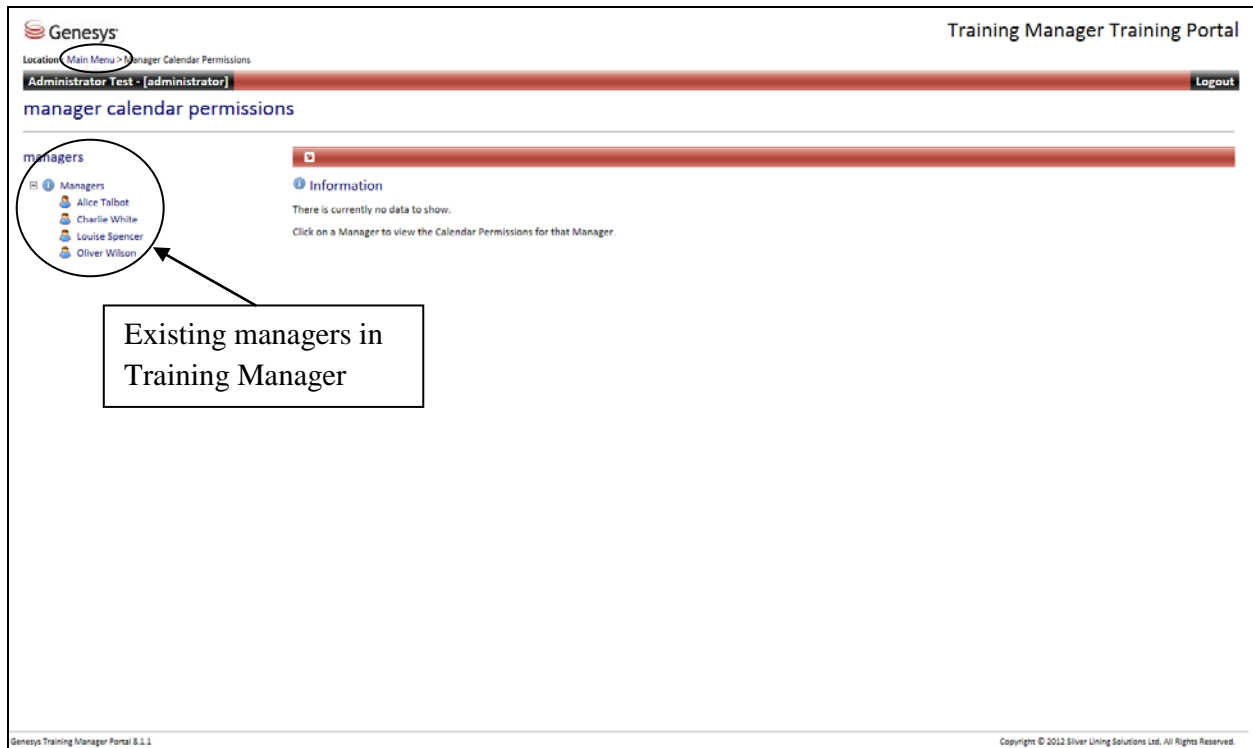 Genesys
Training Manager Training Portal
Location: Main Menu > Manager Calendar Permissions
Administrator Test - [administrator]
Logout
manager calendar permissions
managers
Managers
Alice Talbot
Charlie White
Louise Spencer
Oliver Wilson
Information
There is currently no data to show.
Click on a Manager to view the Calendar Permissions for that Manager.
Existing managers in
Training Manager
Genesys Training Manager Portal 8.1.1
Copyright © 2012 Silver Lining Solutions Ltd. All Rights Reserved.